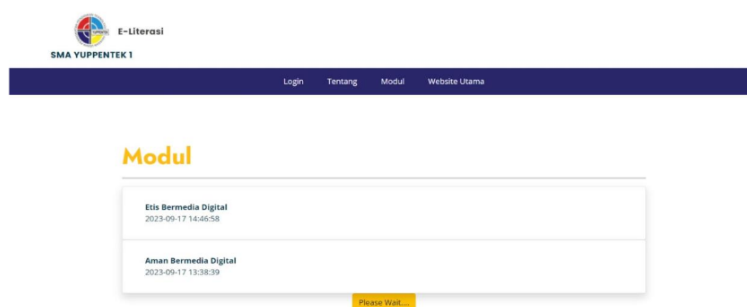 E-Literasi
SMA YUPPENTEK 1
Login Tentang Modul Website Utama
Modul
Etis Bermedia Digital
2023-09-17 14:46:58
Aman Bermedia Digital
2023-09-17 13:38:39
Please Wait....